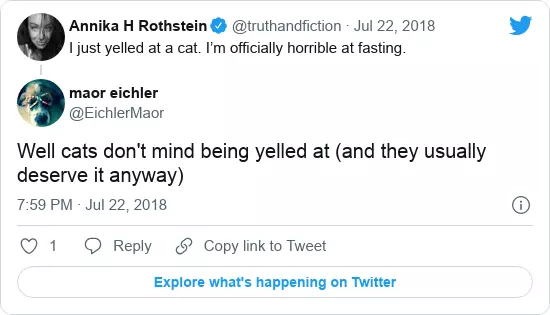 Annika H Rothstein @truthandfiction · Jul 22, 2018
I just yelled at a cat. I’m officially horrible at fasting.
maor eichler
@EichlerMaor
Well cats don't mind being yelled at (and they usually
deserve it anyway)
7:59 PM · Jul 22, 2018
1 Reply Copy link to Tweet
Explore what's happening on Twitter